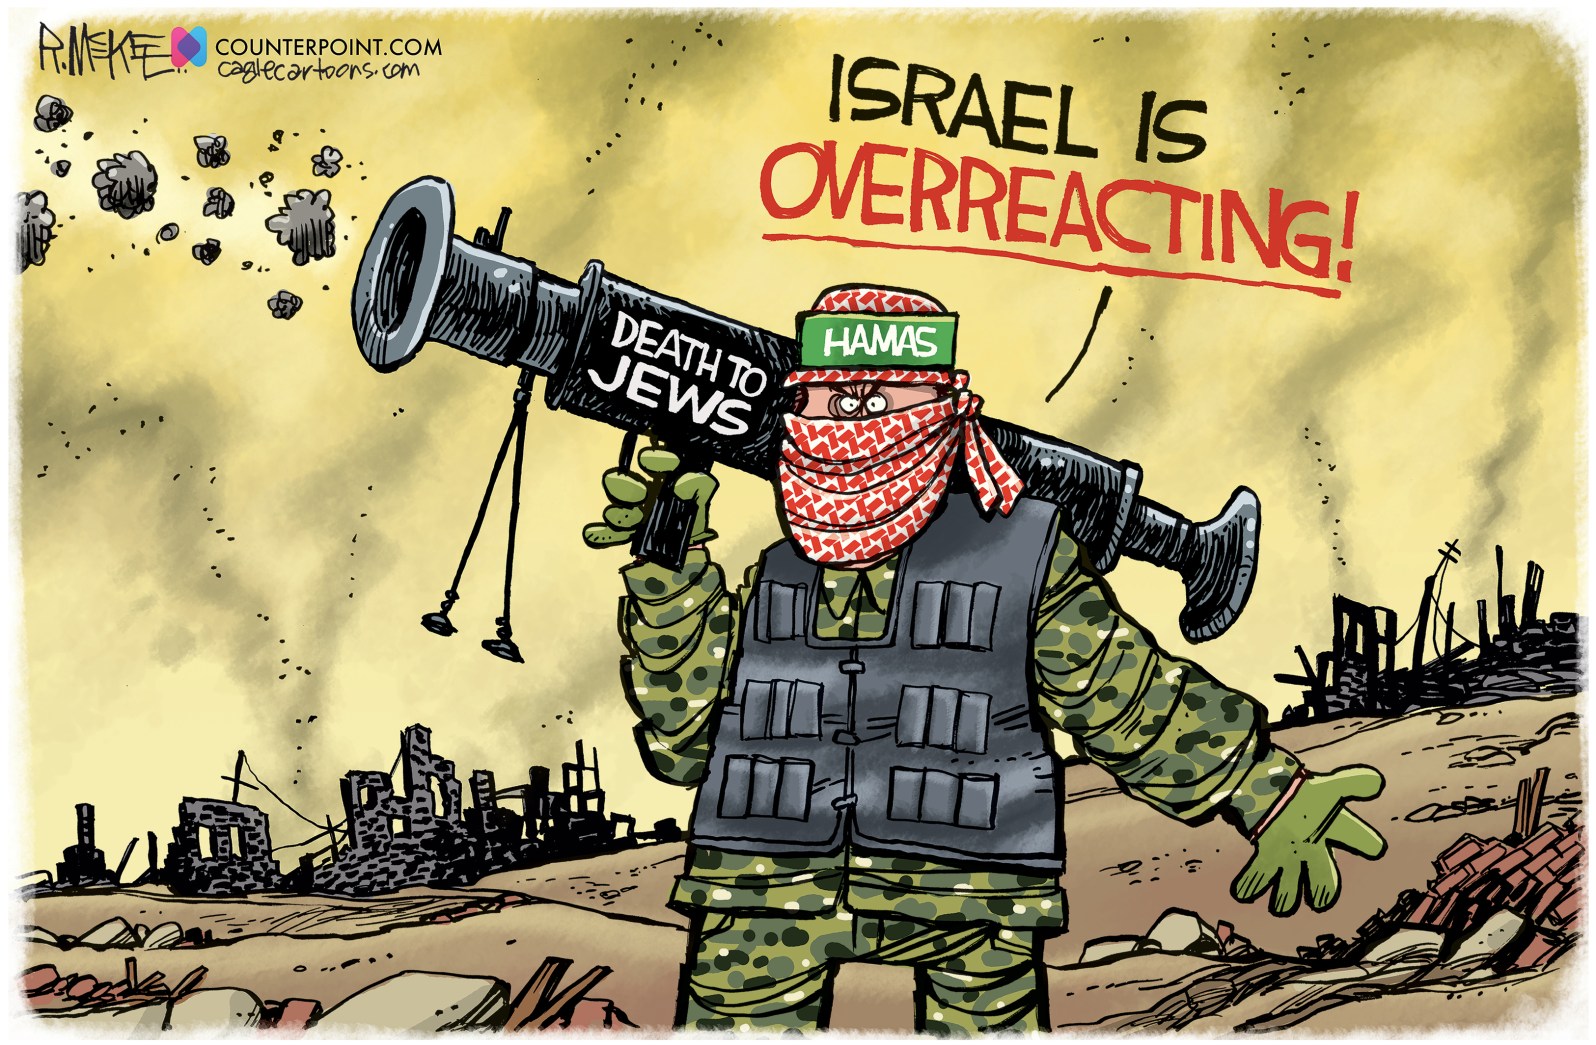 R.McKEE
COUNTERPOINT.COM
caglecartoons.com
ISRAEL IS
OVERREACTING!
HAMAS
DEATH TO
JEWS